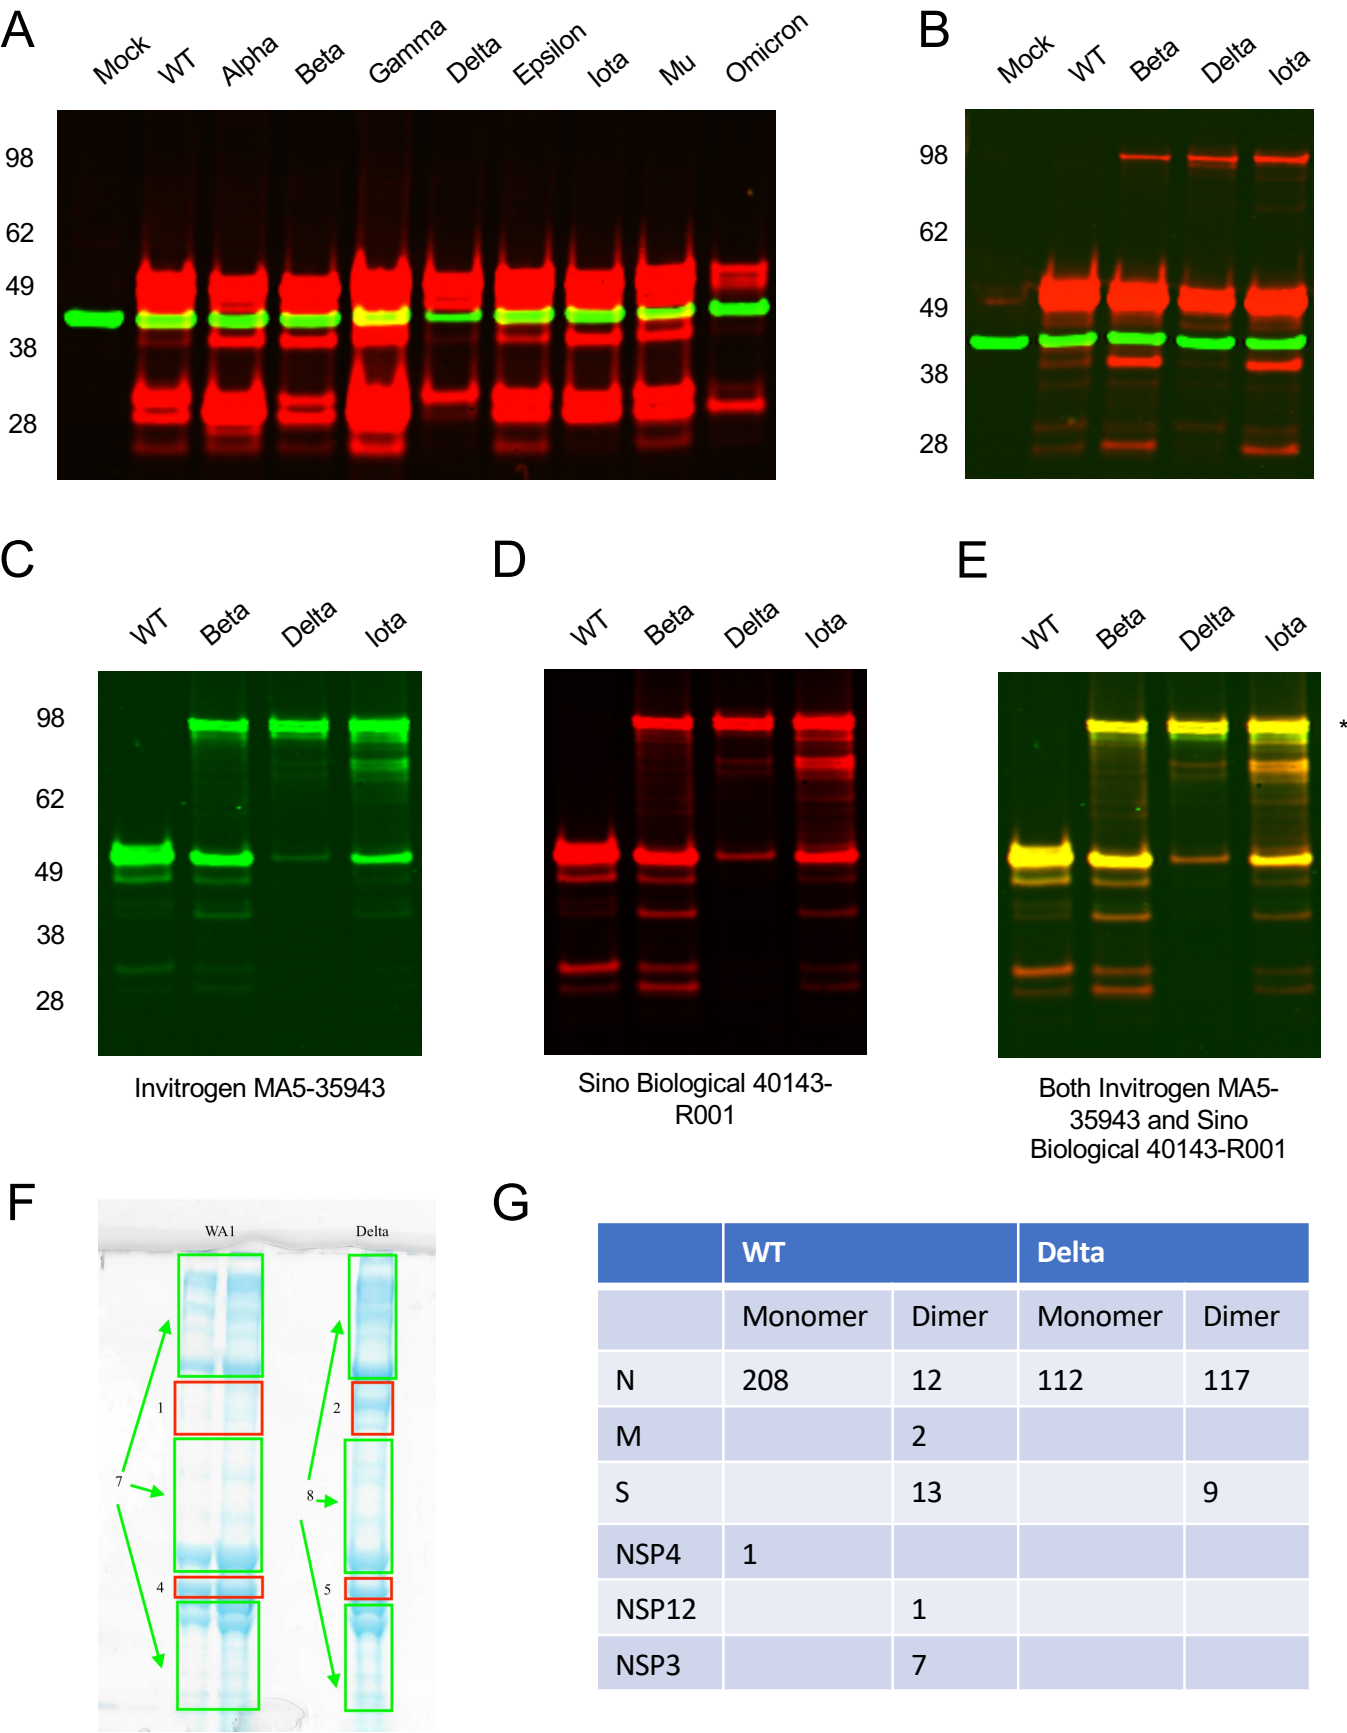 A
Mock WT Alpha Beta Gamma Delta Epsilon Iota Mu Omicron
98
62
49
38
28
B
Mock WT Beta Delta Iota
98
62
49
38
28
C
WT Beta Delta Iota
98
62
49
38
28
Invitrogen MA5-35943
D
WT Beta Delta Iota
Sino Biological 40143-
R001
E
WT Beta Delta Iota
*
Both Invitrogen MA5-
35943 and Sino
Biological 40143-R001
F
WA1 Delta
1 2
7 8
4 5
G
WT Delta
Monomer Dimer Monomer Dimer
N 208 12 112 117
M 2
S 13 9
NSP4 1
NSP12 1
NSP3 7